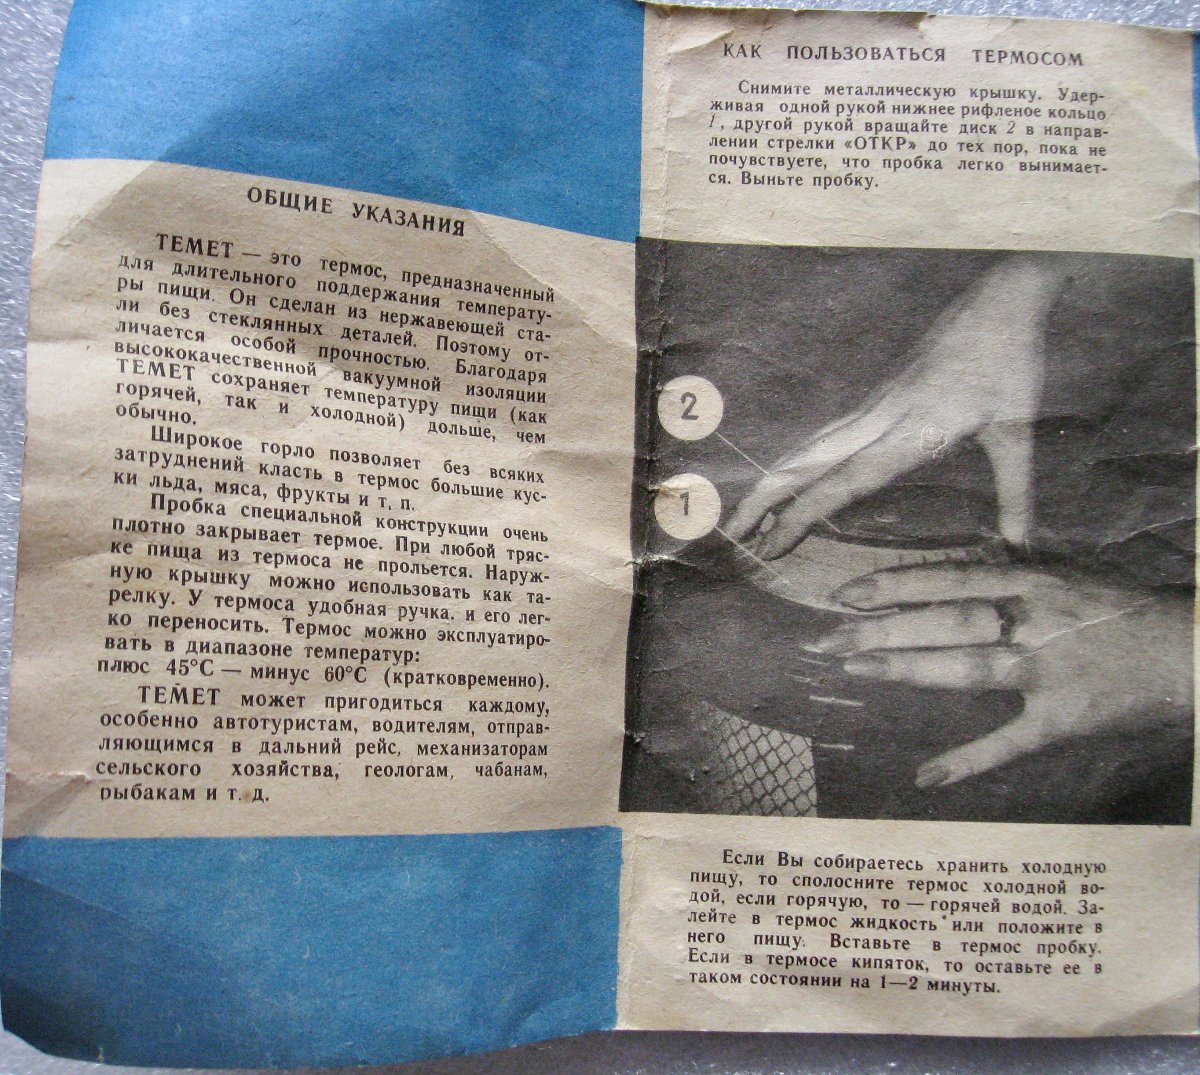 ОБЩИЕ УКАЗАНИЯ
ТЕМЕТ — это термос, предназначенный
для длительного поддержания температу-
ры пищи. Он сделан из нержавеющей ста-
ли без стеклянных деталей. Поэтому от-
личается особой прочностью. Благодаря
высококачественной вакуумной изоляции
ТЕМЕТ сохраняет температуру пищи (как
горячей, так и холодной) дольше, чем
обычно.
Широкое горло позволяет без всяких
затруднений класть в термос большие кус-
ки льда, мяса, фрукты и т. п.
Пробка специальной конструкции очень
плотно закрывает термос. При любой тряс-
ке пища из термоса не прольется. Наруж-
ную крышку можно использовать как та-
релку. У термоса удобная ручка. и его лег-
ко переносить. Термос можно эксплуатиро-
вать в диапазоне температур:
плюс 45°С — минус 60°С (кратковременно).
ТЕМЕТ может пригодиться каждому,
особенно автотуристам, водителям, отправ-
ляющимся в дальний рейс, механизаторам
сельского хозяйства, геологам, чабанам,
рыбакам и т. д.
КАК ПОЛЬЗОВАТЬСЯ ТЕРМОСОМ
Снимите металлическую крышку. Удер-
живая одной рукой нижнее рифленое кольцо
1, другой рукой вращайте диск 2 в направ-
лении стрелки «ОТКР» до тех пор, пока не
почувствуете, что пробка легко вынимает-
ся. Выньте пробку.
2
1
Если Вы собираетесь хранить холодную
пищу, то сполосните термос холодной во-
дой, если горячую, то — горячей водой. За-
лейте в термос жидкость или положите в
него пищу. Вставьте в термос пробку.
Если в термосе кипяток, то оставьте ее в
таком состоянии на 1—2 минуты.